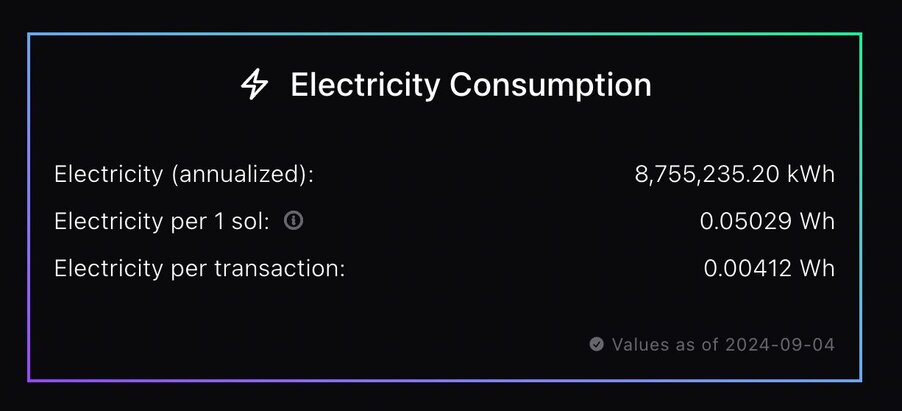 Electricity Consumption
Electricity (annualized): 8,755,235.20 kWh
Electricity per 1 sol: 0.05029 Wh
Electricity per transaction: 0.00412 Wh
Values as of 2024-09-04